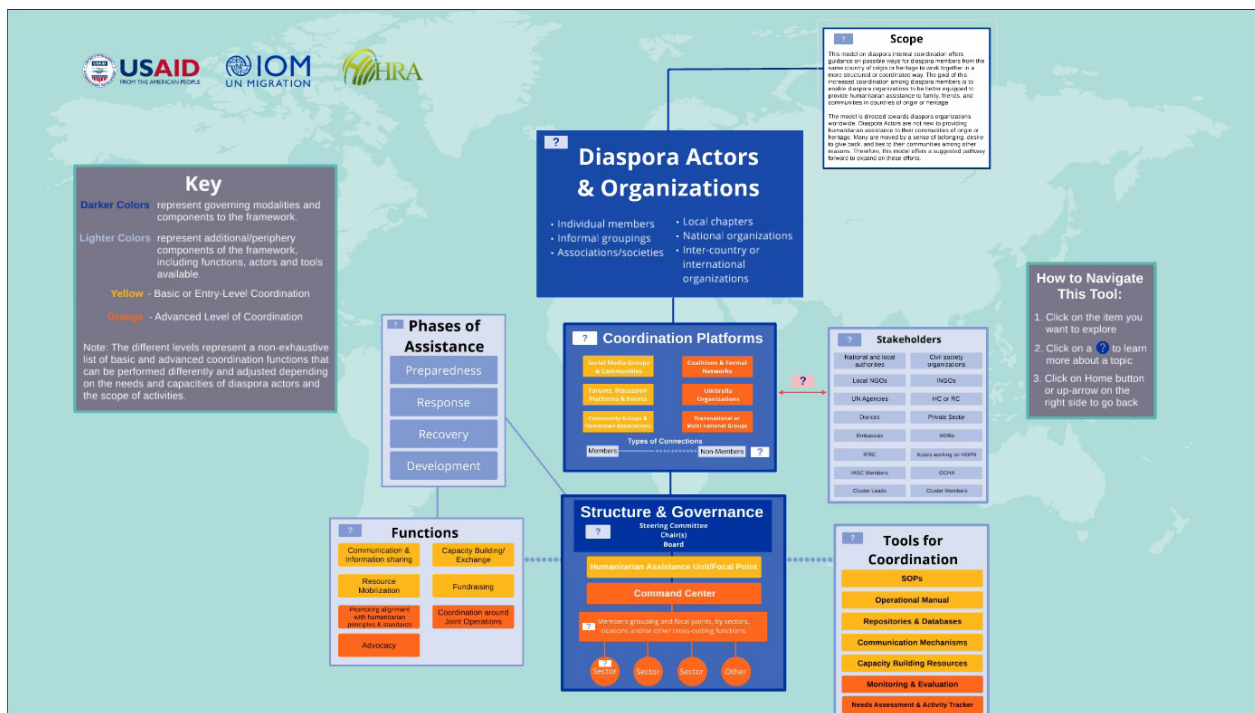 USAID
FROM THE AMERICAN PEOPLE
IOM
UN MIGRATION
HRA
?
Scope
This model on diaspora internal coordination offers
guidance on possible ways for diaspora members from the
same country of origin or heritage to work together in a
more structured or coordinated way. The goal of this
increased coordination among diaspora members is to
enable diaspora organizations to be better equipped to
provide humanitarian assistance to family, friends, and
communities in countries of origin or heritage
The model is directed towards diaspora organizations
worldwide. Diaspora Actors are not new to providing
humanitarian assistance to their communities of origin or
heritage. Many are moved by a sense of belonging, desire
to give back, and ties to their communities among other
reasons. Therefore, this model offers a suggested pathway
forward to expand on these efforts.
Key
Darker Colors represent governing modalities and
components to the framework.
Lighter Colors represent additional/periphery
components of the framework,
including functions, actors and tools
available.
Yellow - Basic or Entry-Level Coordination
Orange - Advanced Level of Coordination
Note: The different levels represent a non-exhaustive
list of basic and advanced coordination functions that
can be performed differently and adjusted depending
on the needs and capacities of diaspora actors and
the scope of activities.
?
Diaspora Actors
& Organizations
• Individual members
• Informal groupings
• Associations/societies
• Local chapters
• National organizations
• Inter-country or
international
organizations
How to Navigate
This Tool:
1. Click on the item you
want to explore
2. Click on a ? to learn
more about a topic
3. Click on Home button
or up-arrow on the
right side to go back
?
Phases of
Assistance
Preparedness
Response
Recovery
Development
?
Coordination Platforms
Social Media Groups
& Communities
Coalitions & Formal
Networks
Forums, Discussion
Platforms & Events
Umbrella
Organizations
Community Groups &
Hometown Associations
Transnational or
Multi-national Groups
Types of Connections
Members
Non-Members
?
?
?
Stakeholders
National and local
authorities
Civil society
organizations
Local NGOs
INGOs
UN Agencies
HC or RC
Donors
Private Sector
Embassies
MDBs
IFRC
Actors working on HDPN
IASC Members
OCHA
Cluster Leads
Cluster Members
?
Functions
Communication &
Information sharing
Capacity Building/
Exchange
Resource
Mobilization
Fundraising
Promoting alignment
with humanitarian
principles & standards
Coordination around
Joint Operations
Advocacy
Structure & Governance
?
Steering Committee
Chair(s)
Board
Humanitarian Assistance Unit/Focal Point
Command Center
?
Members grouping and focal points, by sectors,
locations and/or other cross-cutting functions.
?
Sector
Sector
Sector
Other
?
Tools for
Coordination
SOPs
Operational Manual
Repositories & Databases
Communication Mechanisms
Capacity Building Resources
Monitoring & Evaluation
Needs Assessment & Activity Tracker